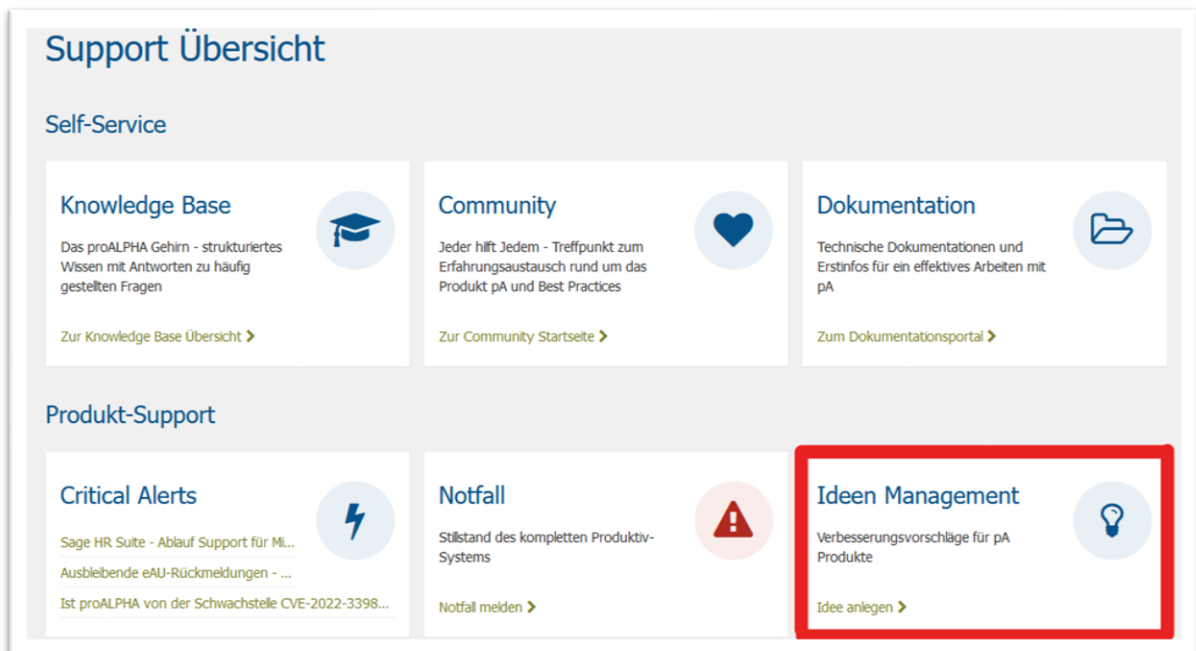 Support Übersicht
Self-Service
Knowledge Base
Das proALPHA Gehirn - strukturiertes
Wissen mit Antworten zu häufig
gestellten Fragen
Zur Knowledge Base Übersicht
Community
Jeder hilft Jedem - Treffpunkt zum
Erfahrungsaustausch rund um das
Produkt pA und Best Practices
Zur Community Startseite
Dokumentation
Technische Dokumentationen und
Erstinfos für ein effektives Arbeiten mit
pA
Zum Dokumentationsportal
Produkt-Support
Critical Alerts
Sage HR Suite - Ablauf Support für Mi...
Ausbleibende eAU-Rückmeldungen - ...
Ist proALPHA von der Schwachstelle CVE-2022-3398...
Notfall
Stillstand des kompletten Produktiv-
Systems
Notfall melden
Ideen Management
Verbesserungsvorschläge für pA
Produkte
Idee anlegen